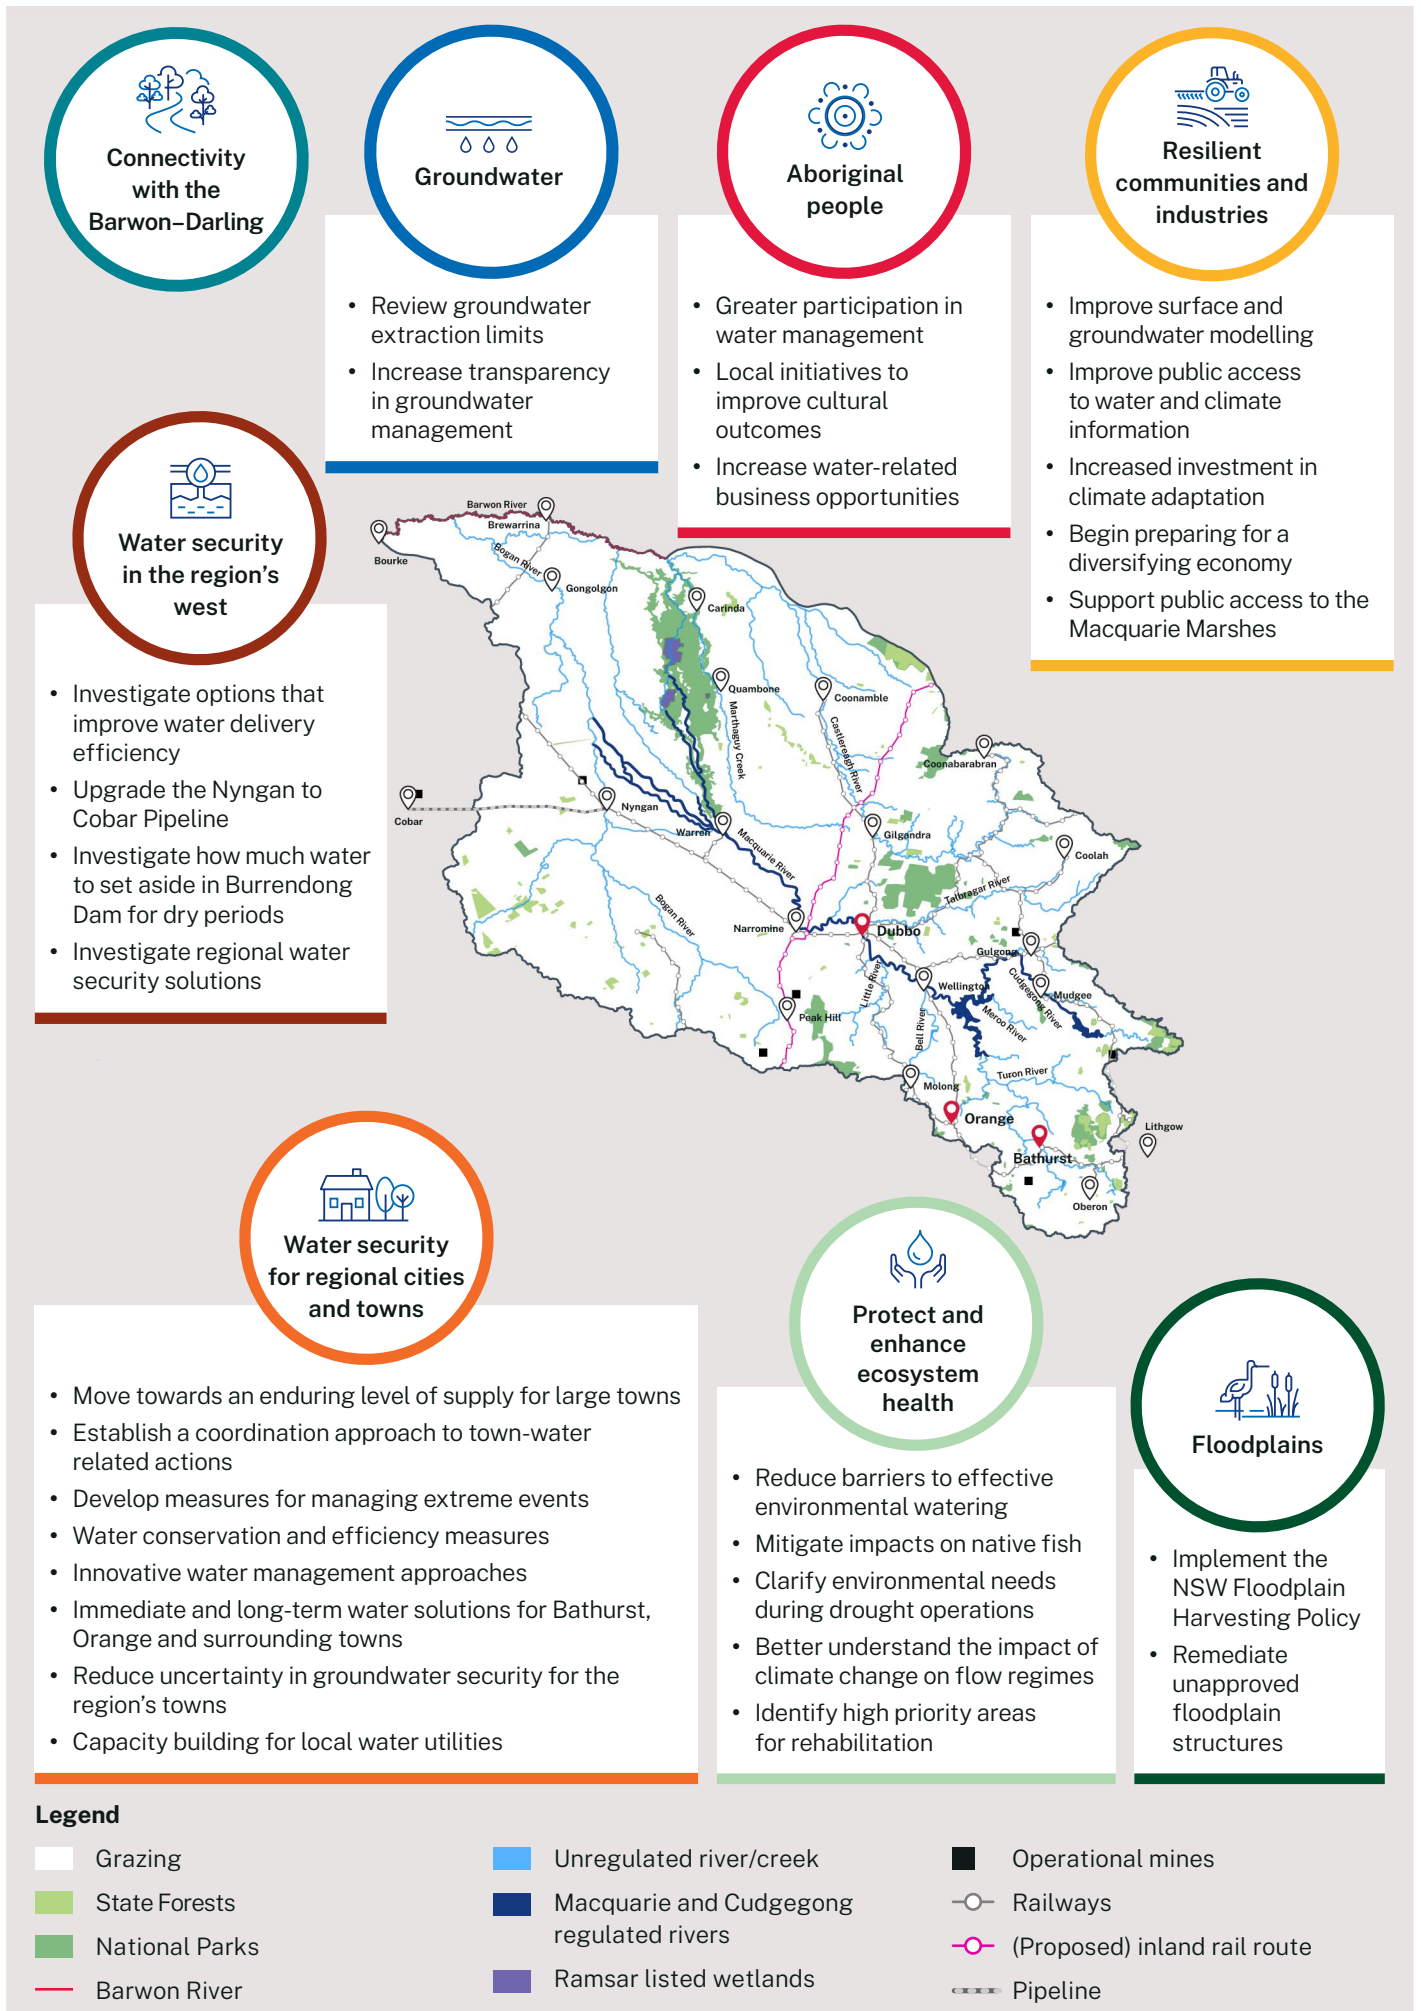 Connectivity
with the
Barwon–Darling
Groundwater
• Review groundwater
extraction limits
• Increase transparency
in groundwater
management
Aboriginal
people
• Greater participation in
water management
• Local initiatives to
improve cultural
outcomes
• Increase water-related
business opportunities
Resilient
communities and
industries
• Improve surface and
groundwater modelling
• Improve public access
to water and climate
information
• Increased investment in
climate adaptation
• Begin preparing for a
diversifying economy
• Support public access to the
Macquarie Marshes
Water security
in the region's
west
• Investigate options that
improve water delivery
efficiency
• Upgrade the Nyngan to
Cobar Pipeline
• Investigate how much water
to set aside in Burrendong
Dam for dry periods
• Investigate regional water
security solutions
Barwon River
Brewarrina
Bourke
Bogan River
Gongolgon
Carinda
Quambone
Marthaguy Creek
Coonamble
Castlereagh River
Coonabarabran
Cobar
Nyngan
Warren
Macquarie River
Gilgandra
Coolah
Talbragar River
Bogan River
Narromine
Dubbo
Gulgong
Little River
Wellington
Cudgegong River
Mudgee
Peak Hill
Bell River
Meroo River
Molong
Turon River
Orange
Bathurst
Lithgow
Oberon
Water security
for regional cities
and towns
• Move towards an enduring level of supply for large towns
• Establish a coordination approach to town-water
related actions
• Develop measures for managing extreme events
• Water conservation and efficiency measures
• Innovative water management approaches
• Immediate and long-term water solutions for Bathurst,
Orange and surrounding towns
• Reduce uncertainty in groundwater security for the
region's towns
• Capacity building for local water utilities
Protect and
enhance
ecosystem
health
• Reduce barriers to effective
environmental watering
• Mitigate impacts on native fish
• Clarify environmental needs
during drought operations
• Better understand the impact of
climate change on flow regimes
• Identify high priority areas
for rehabilitation
Floodplains
• Implement the
NSW Floodplain
Harvesting Policy
• Remediate
unapproved
floodplain
structures
Legend
Grazing
State Forests
National Parks
Barwon River
Unregulated river/creek
Macquarie and Cudgegong
regulated rivers
Ramsar listed wetlands
Operational mines
Railways
(Proposed) inland rail route
Pipeline